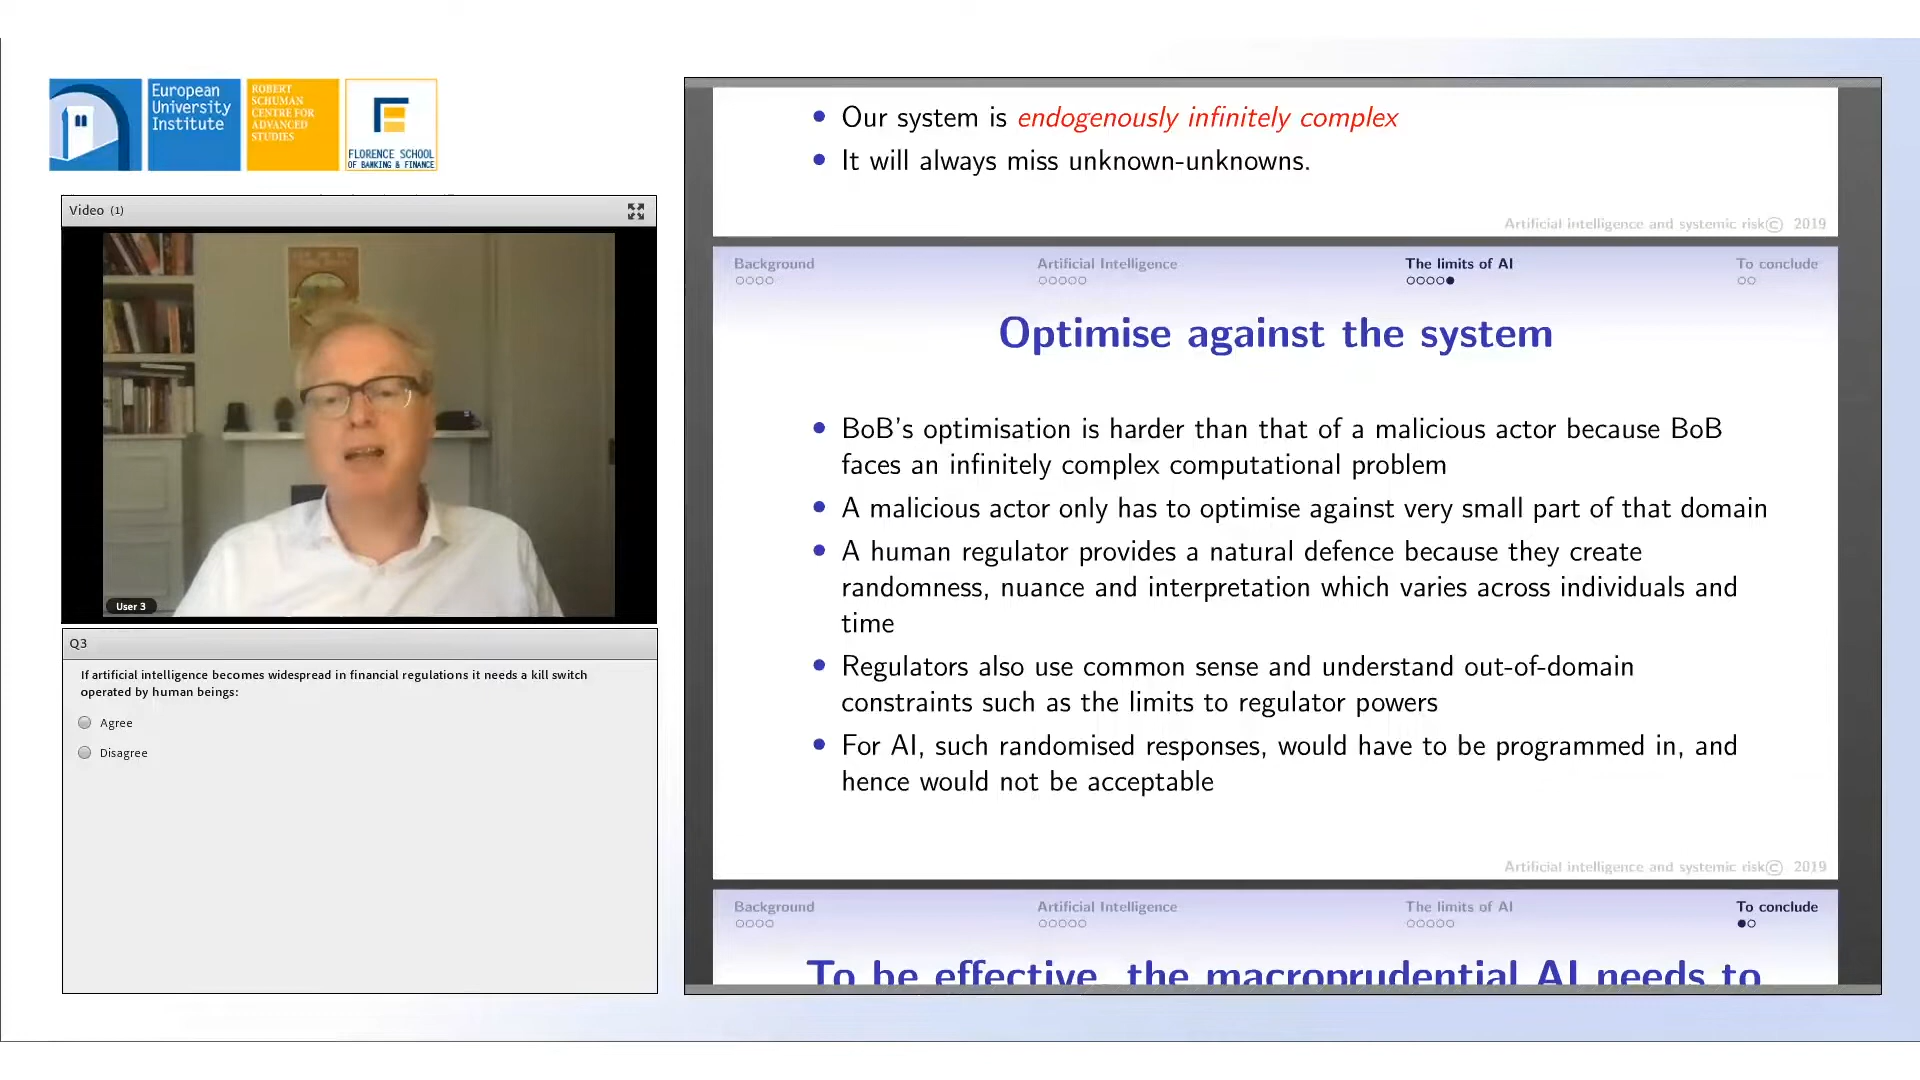 European
University
Institute
ROBERT
SCHUMAN
CENTRE FOR
ADVANCED
STUDIES
FLORENCE SCHOOL
OF BANKING & FINANCE
Video (1)
User 3
Q3
If artificial intelligence becomes widespread in financial regulations it needs a kill switch
operated by human beings:
Agree
Disagree
• Our system is endogenously infinitely complex
• It will always miss unknown-unknowns.
Artificial intelligence and systemic risk© 2019
Background Artificial Intelligence The limits of AI To conclude
Optimise against the system
• BoB's optimisation is harder than that of a malicious actor because BoB
faces an infinitely complex computational problem
• A malicious actor only has to optimise against very small part of that domain
• A human regulator provides a natural defence because they create
randomness, nuance and interpretation which varies across individuals and
time
• Regulators also use common sense and understand out-of-domain
constraints such as the limits to regulator powers
• For AI, such randomised responses, would have to be programmed in, and
hence would not be acceptable
Artificial intelligence and systemic risk© 2019
Background Artificial Intelligence The limits of AI To conclude
To be effective, the macroprudential AI needs to